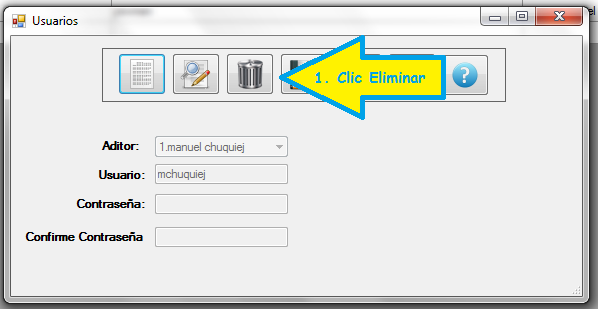 Usuarios
1. Clic Eliminar
?
Aditor:
1.manuel chuquiej
Usuario:
mchuquiej
Contraseña:
Confirme Contraseña